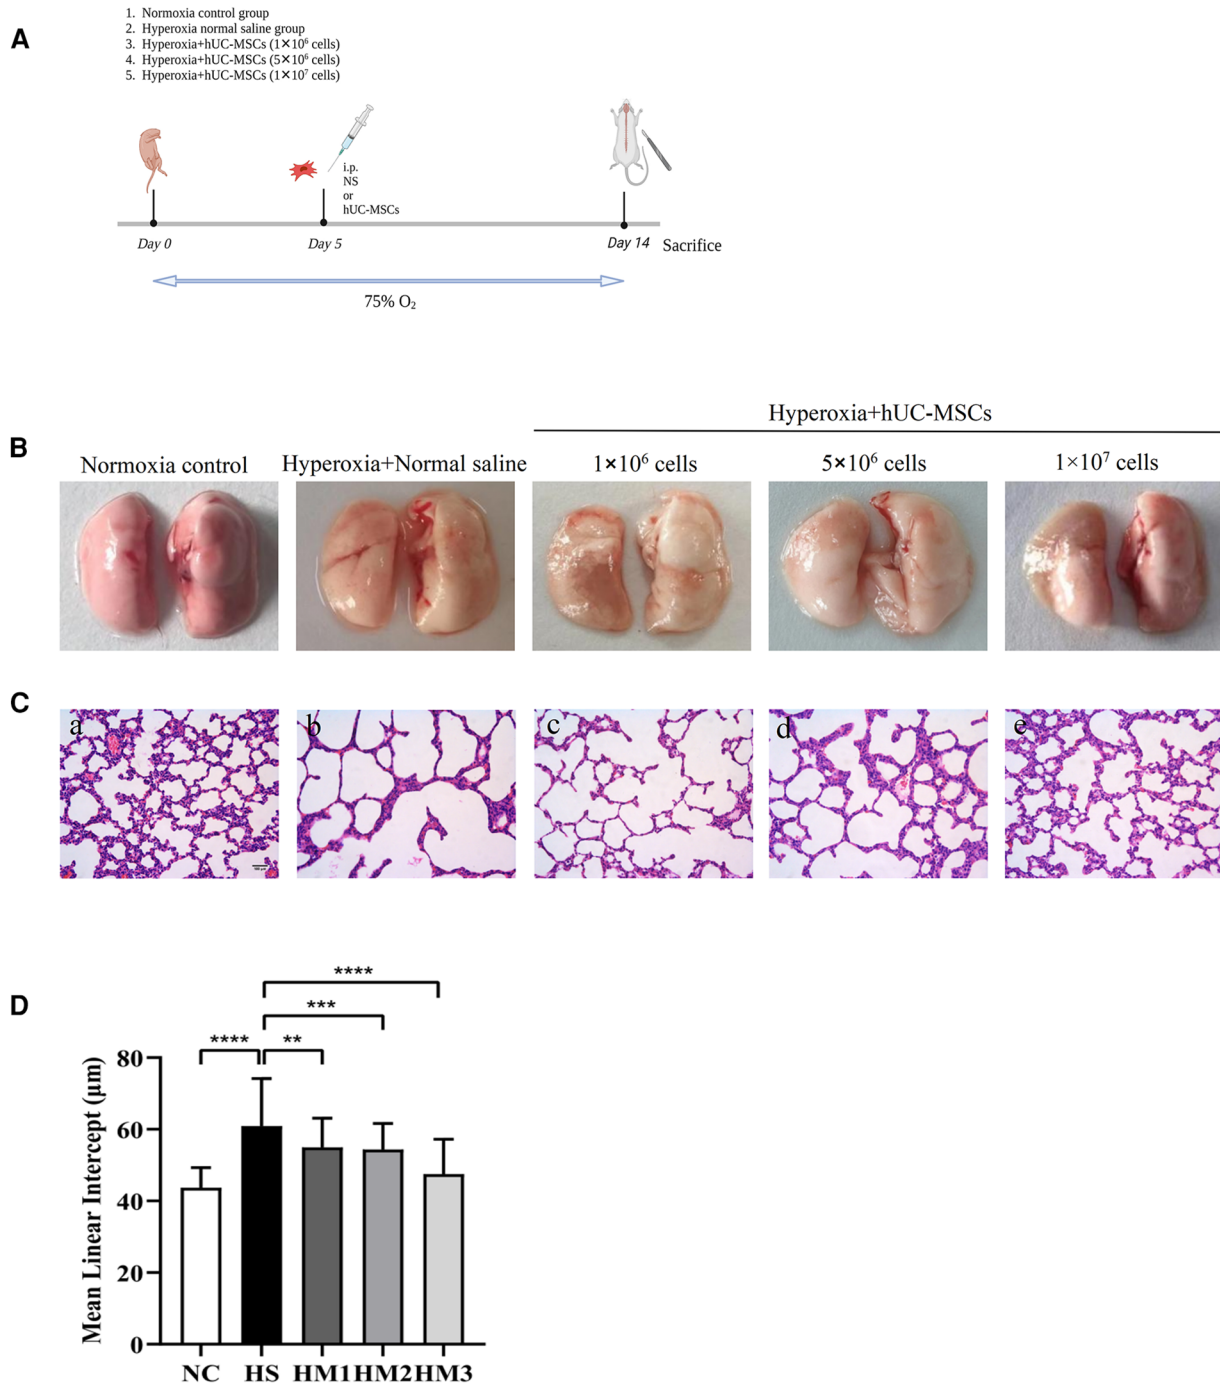 A
1. Normoxia control group
2. Hyperoxia normal saline group
3. Hyperoxia+hUC-MSCs (1×10⁶ cells)
4. Hyperoxia+hUC-MSCs (5×10⁶ cells)
5. Hyperoxia+hUC-MSCs (1×10⁷ cells)
i.p.
NS
or
hUC-MSCs
Day 0
Day 5
Day 14
Sacrifice
75% O₂
B
Hyperoxia+hUC-MSCs
Normoxia control
Hyperoxia+Normal saline
1×10⁶ cells
5×10⁶ cells
1×10⁷ cells
C
a
b
c
d
e
D
****
***
****
**
Mean Linear Intercept (μm)
80
60
40
20
0
NC
HS
HM1
HM2
HM3